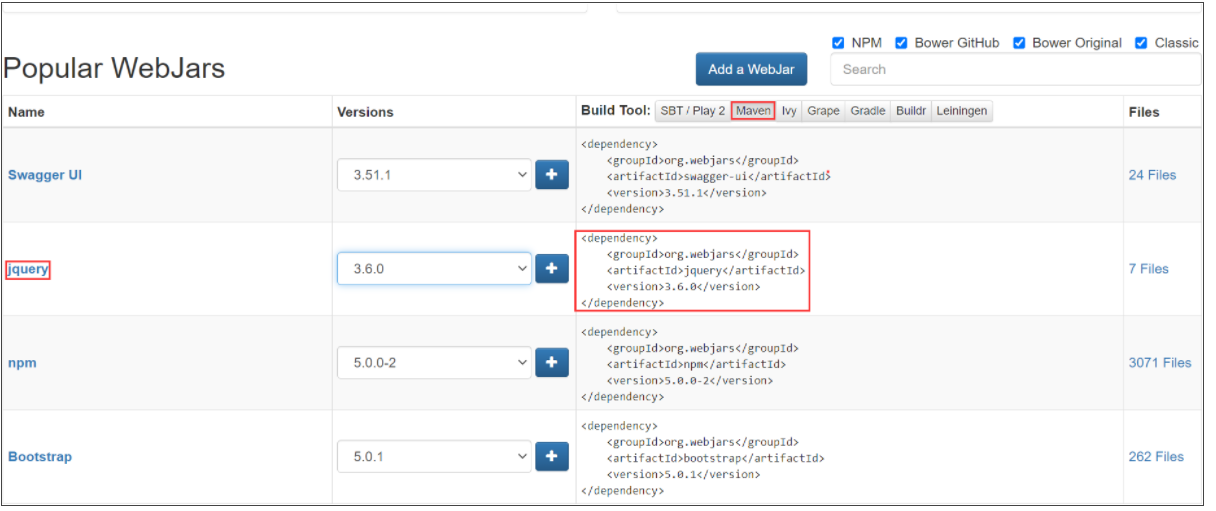 NPM Bower GitHub Bower Original Classic
Popular WebJars
Add a WebJar
Search
Name
Versions
Build Tool: SBT / Play 2 Maven Ivy Grape Gradle Buildr Leiningen
Files
Swagger UI
3.51.1
+
<dependency>
    <groupId>org.webjars</groupId>
    <artifactId>swagger-ui</artifactId>
    <version>3.51.1</version>
</dependency>
24 Files
jquery
3.6.0
+
<dependency>
    <groupId>org.webjars</groupId>
    <artifactId>jquery</artifactId>
    <version>3.6.0</version>
</dependency>
7 Files
npm
5.0.0-2
+
<dependency>
    <groupId>org.webjars</groupId>
    <artifactId>npm</artifactId>
    <version>5.0.0-2</version>
</dependency>
3071 Files
Bootstrap
5.0.1
+
<dependency>
    <groupId>org.webjars</groupId>
    <artifactId>bootstrap</artifactId>
    <version>5.0.1</version>
</dependency>
262 Files